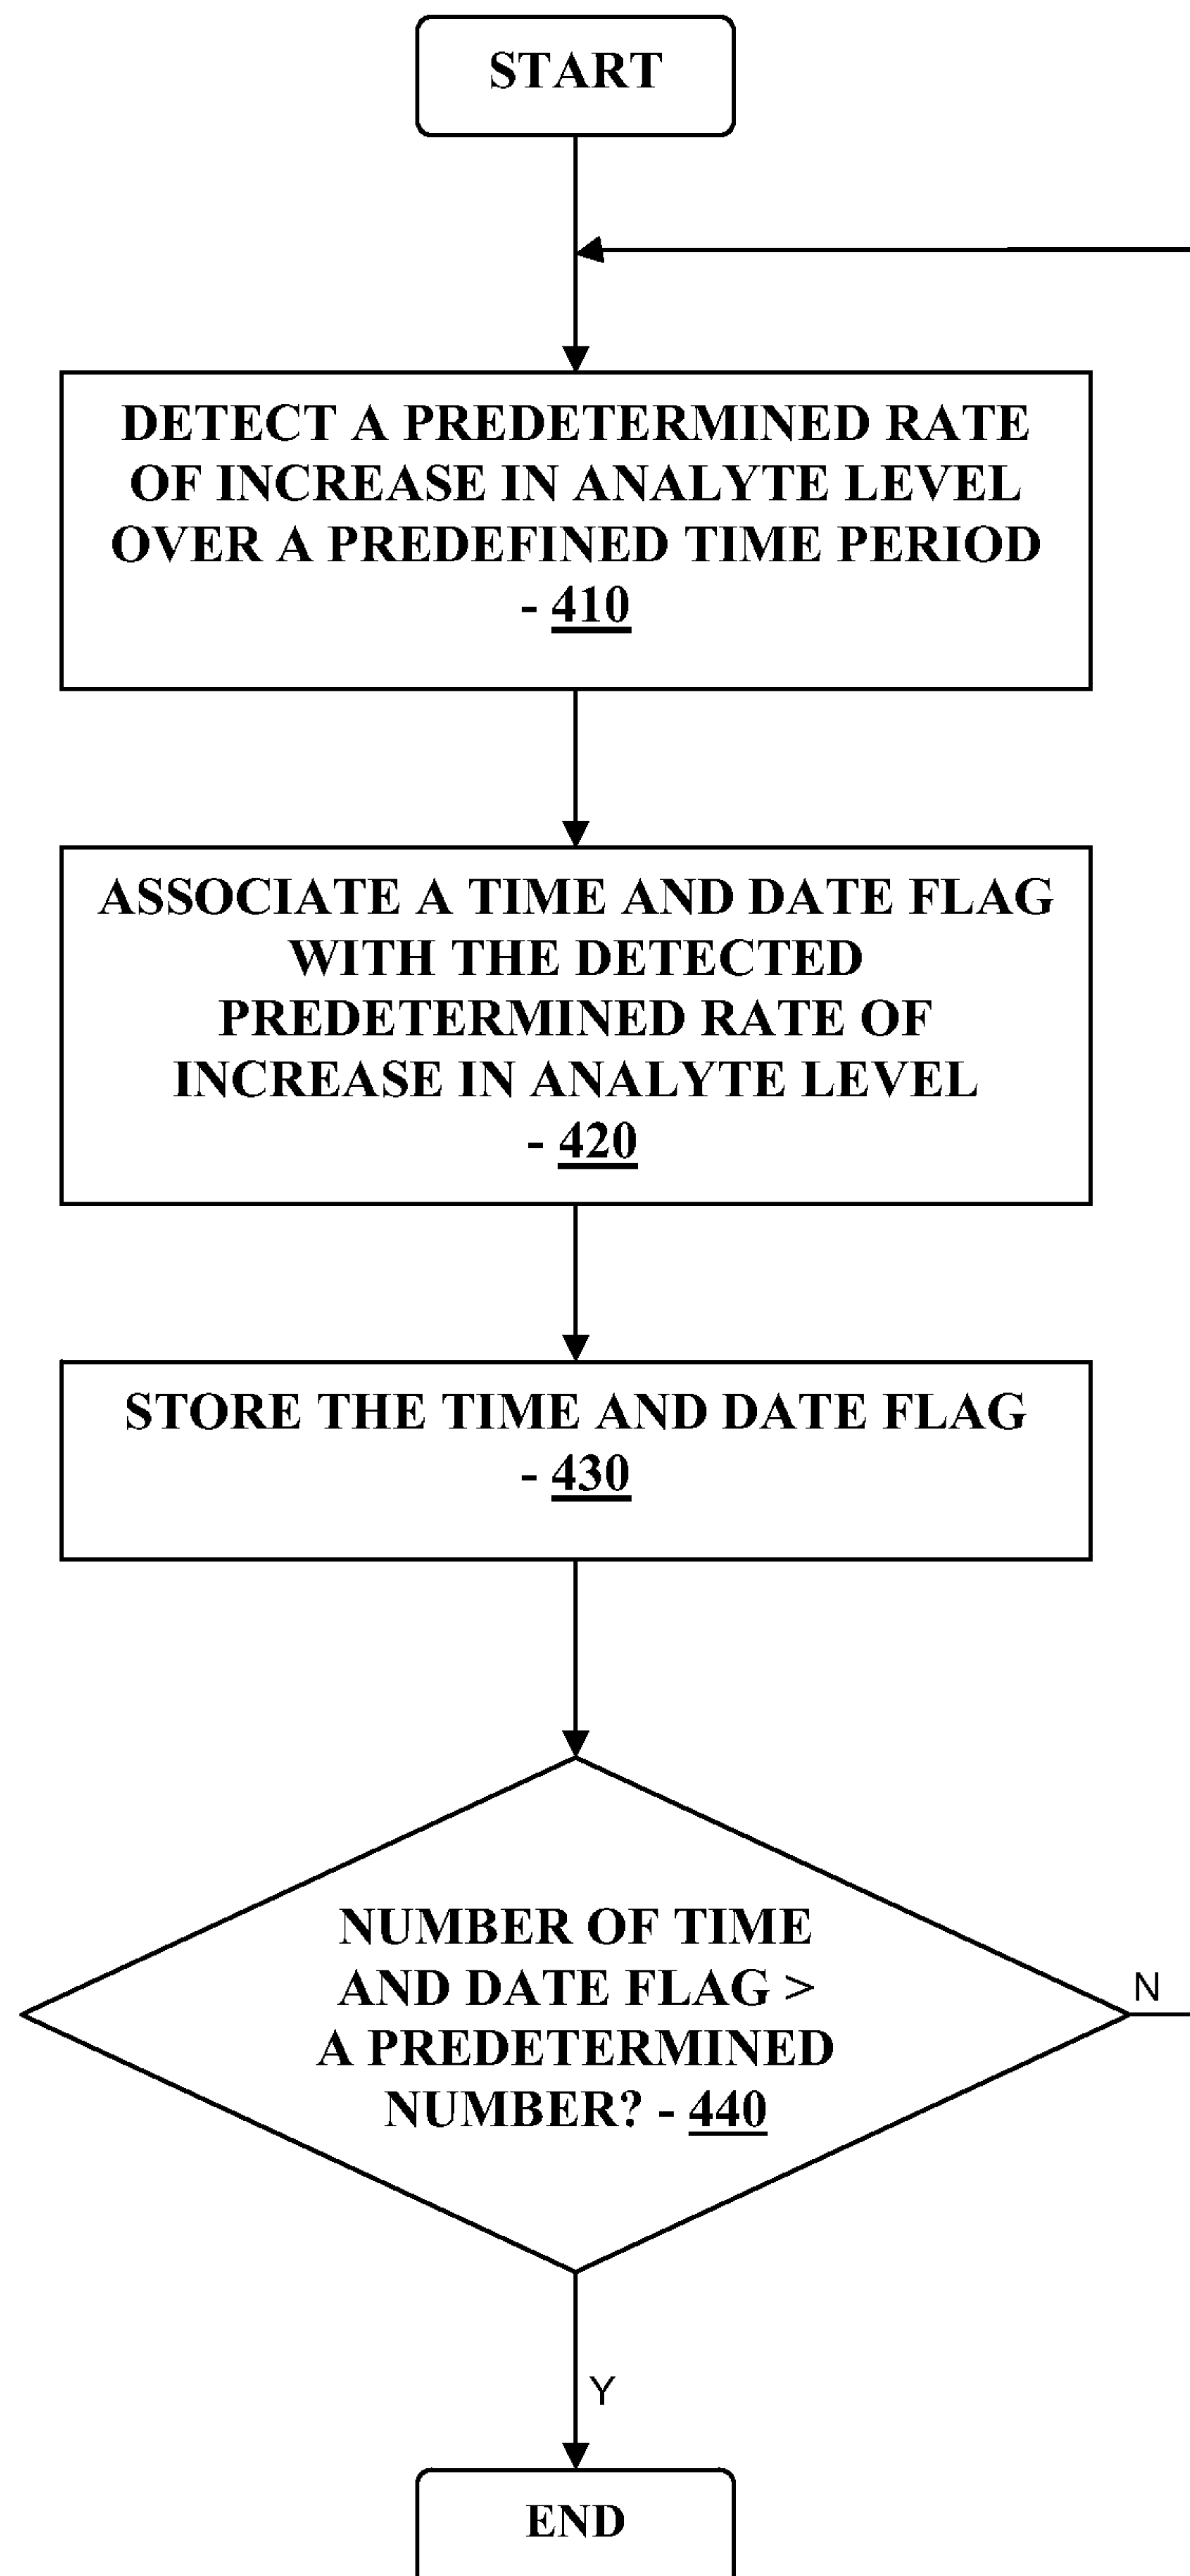 START
DETECT A PREDETERMINED RATE
OF INCREASE IN ANALYTE LEVEL
OVER A PREDEFINED TIME PERIOD
- 410
ASSOCIATE A TIME AND DATE FLAG
WITH THE DETECTED
PREDETERMINED RATE OF
INCREASE IN ANALYTE LEVEL
- 420
STORE THE TIME AND DATE FLAG
- 430
NUMBER OF TIME
AND DATE FLAG >
A PREDETERMINED
NUMBER? - 440
N
Y
END